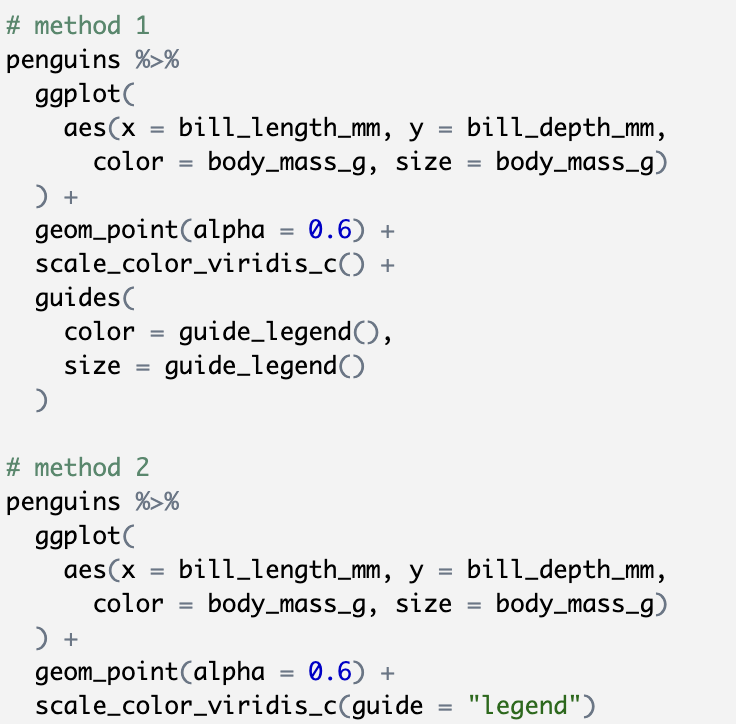 # method 1
penguins %>%
  ggplot(
    aes(x = bill_length_mm, y = bill_depth_mm,
      color = body_mass_g, size = body_mass_g)
  ) +
  geom_point(alpha = 0.6) +
  scale_color_viridis_c() +
  guides(
    color = guide_legend(),
    size = guide_legend()
  )

# method 2
penguins %>%
  ggplot(
    aes(x = bill_length_mm, y = bill_depth_mm,
      color = body_mass_g, size = body_mass_g)
  ) +
  geom_point(alpha = 0.6) +
  scale_color_viridis_c(guide = "legend")